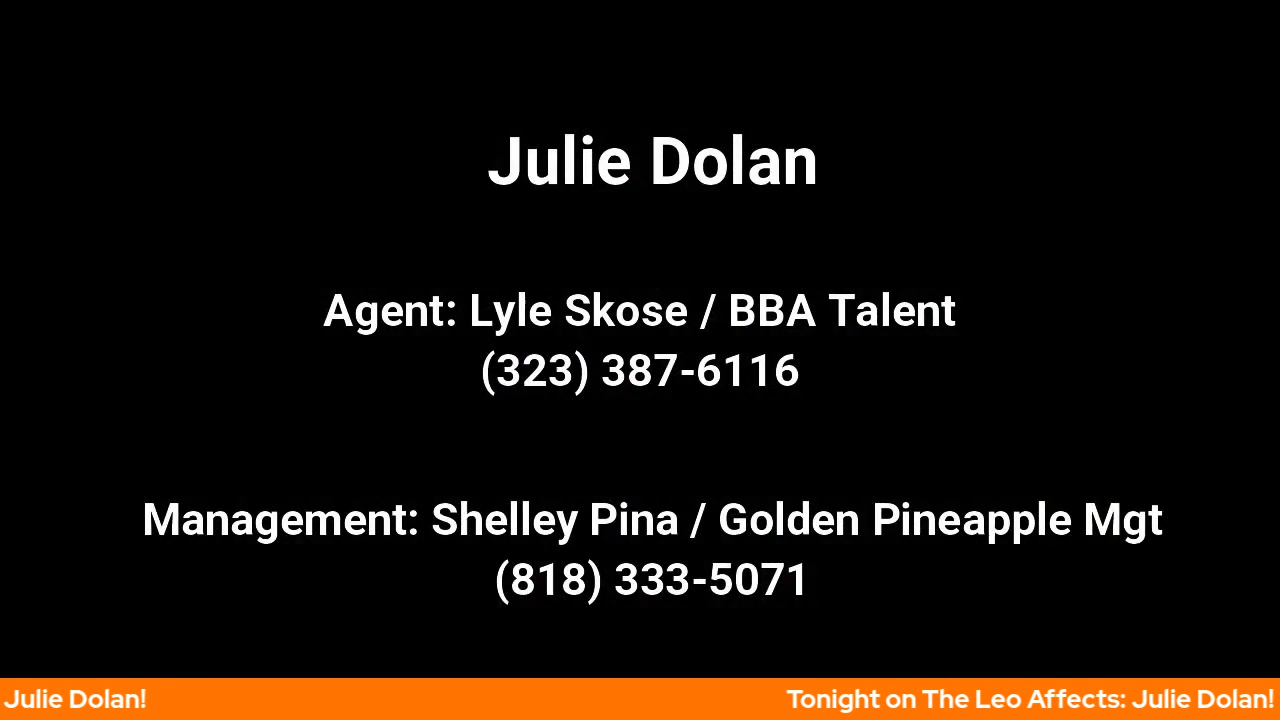 Julie Dolan
Agent: Lyle Skose / BBA Talent
(323) 387-6116
Management: Shelley Pina / Golden Pineapple Mgt
(818) 333-5071
Julie Dolan! Tonight on The Leo Affects: Julie Dolan!